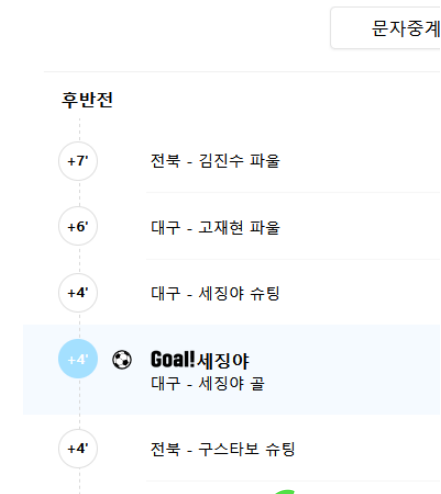 문자중계
후반전
+7' 전북 - 김진수 파울
+6' 대구 - 고재현 파울
+4' 대구 - 세징야 슈팅
+4' Goal!세징야
대구 - 세징야 골
+4' 전북 - 구스타보 슈팅